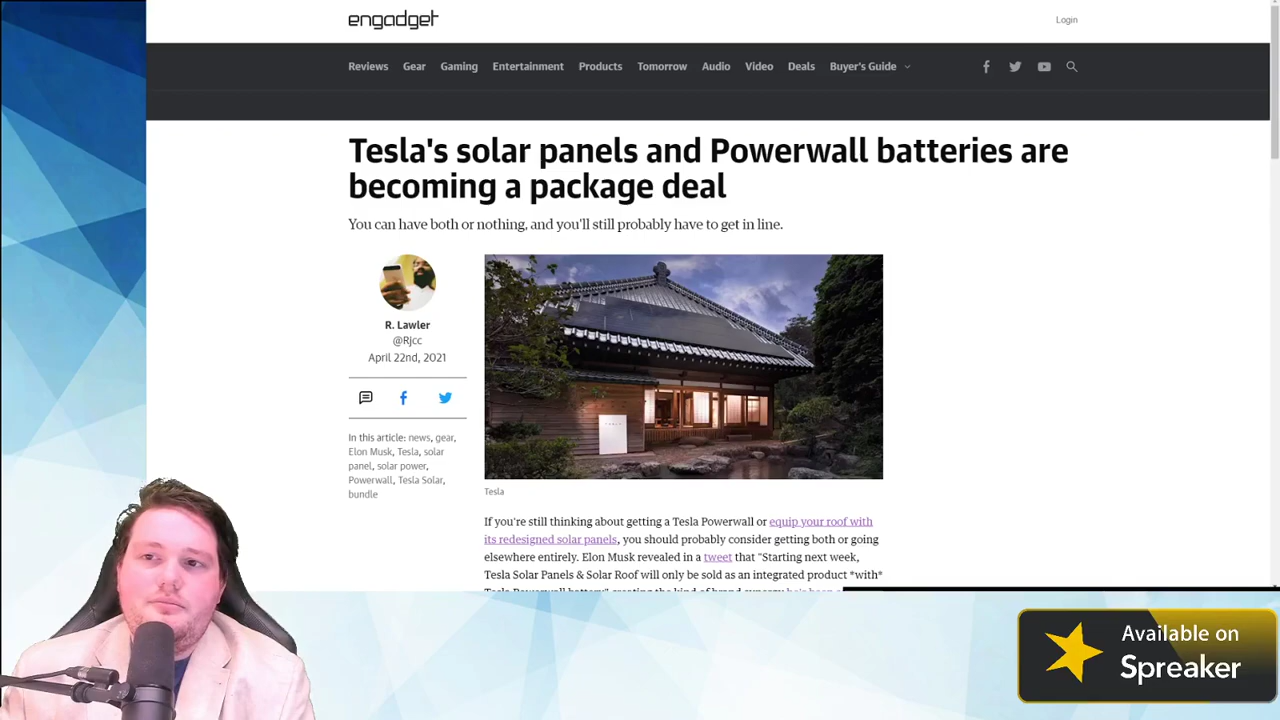 engadget
Login
Reviews Gear Gaming Entertainment Products Tomorrow Audio Video Deals Buyer's Guide
Tesla's solar panels and Powerwall batteries are
becoming a package deal
You can have both or nothing, and you'll still probably have to get in line.
R. Lawler
@Rjcc
April 22nd, 2021
In this article: news, gear,
Elon Musk, Tesla, solar
panel, solar power,
Powerwall, Tesla Solar,
bundle
TESLA
Tesla
If you're still thinking about getting a Tesla Powerwall or equip your roof with
its redesigned solar panels, you should probably consider getting both or going
elsewhere entirely. Elon Musk revealed in a tweet that "Starting next week,
Tesla Solar Panels & Solar Roof will only be sold as an integrated product *with*
Available on
Spreaker